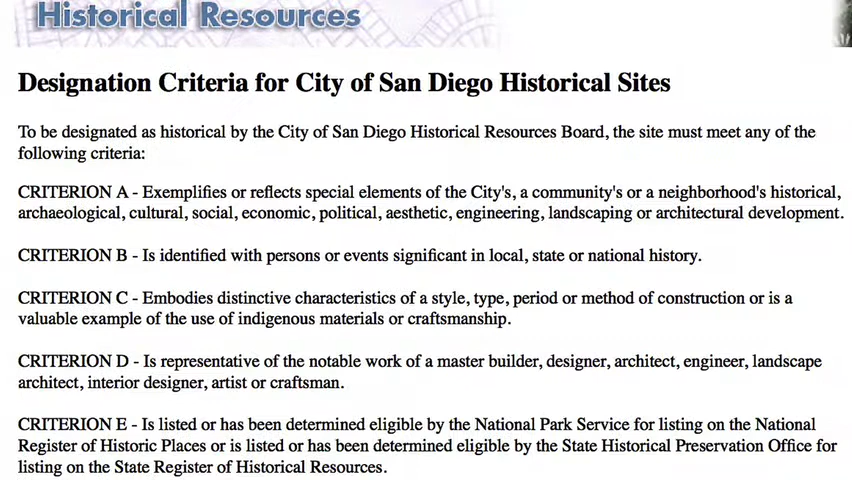 Historical Resources
Designation Criteria for City of San Diego Historical Sites
To be designated as historical by the City of San Diego Historical Resources Board, the site must meet any of the
following criteria:
CRITERION A - Exemplifies or reflects special elements of the City's, a community's or a neighborhood's historical,
archaeological, cultural, social, economic, political, aesthetic, engineering, landscaping or architectural development.
CRITERION B - Is identified with persons or events significant in local, state or national history.
CRITERION C - Embodies distinctive characteristics of a style, type, period or method of construction or is a
valuable example of the use of indigenous materials or craftsmanship.
CRITERION D - Is representative of the notable work of a master builder, designer, architect, engineer, landscape
architect, interior designer, artist or craftsman.
CRITERION E - Is listed or has been determined eligible by the National Park Service for listing on the National
Register of Historic Places or is listed or has been determined eligible by the State Historical Preservation Office for
listing on the State Register of Historical Resources.